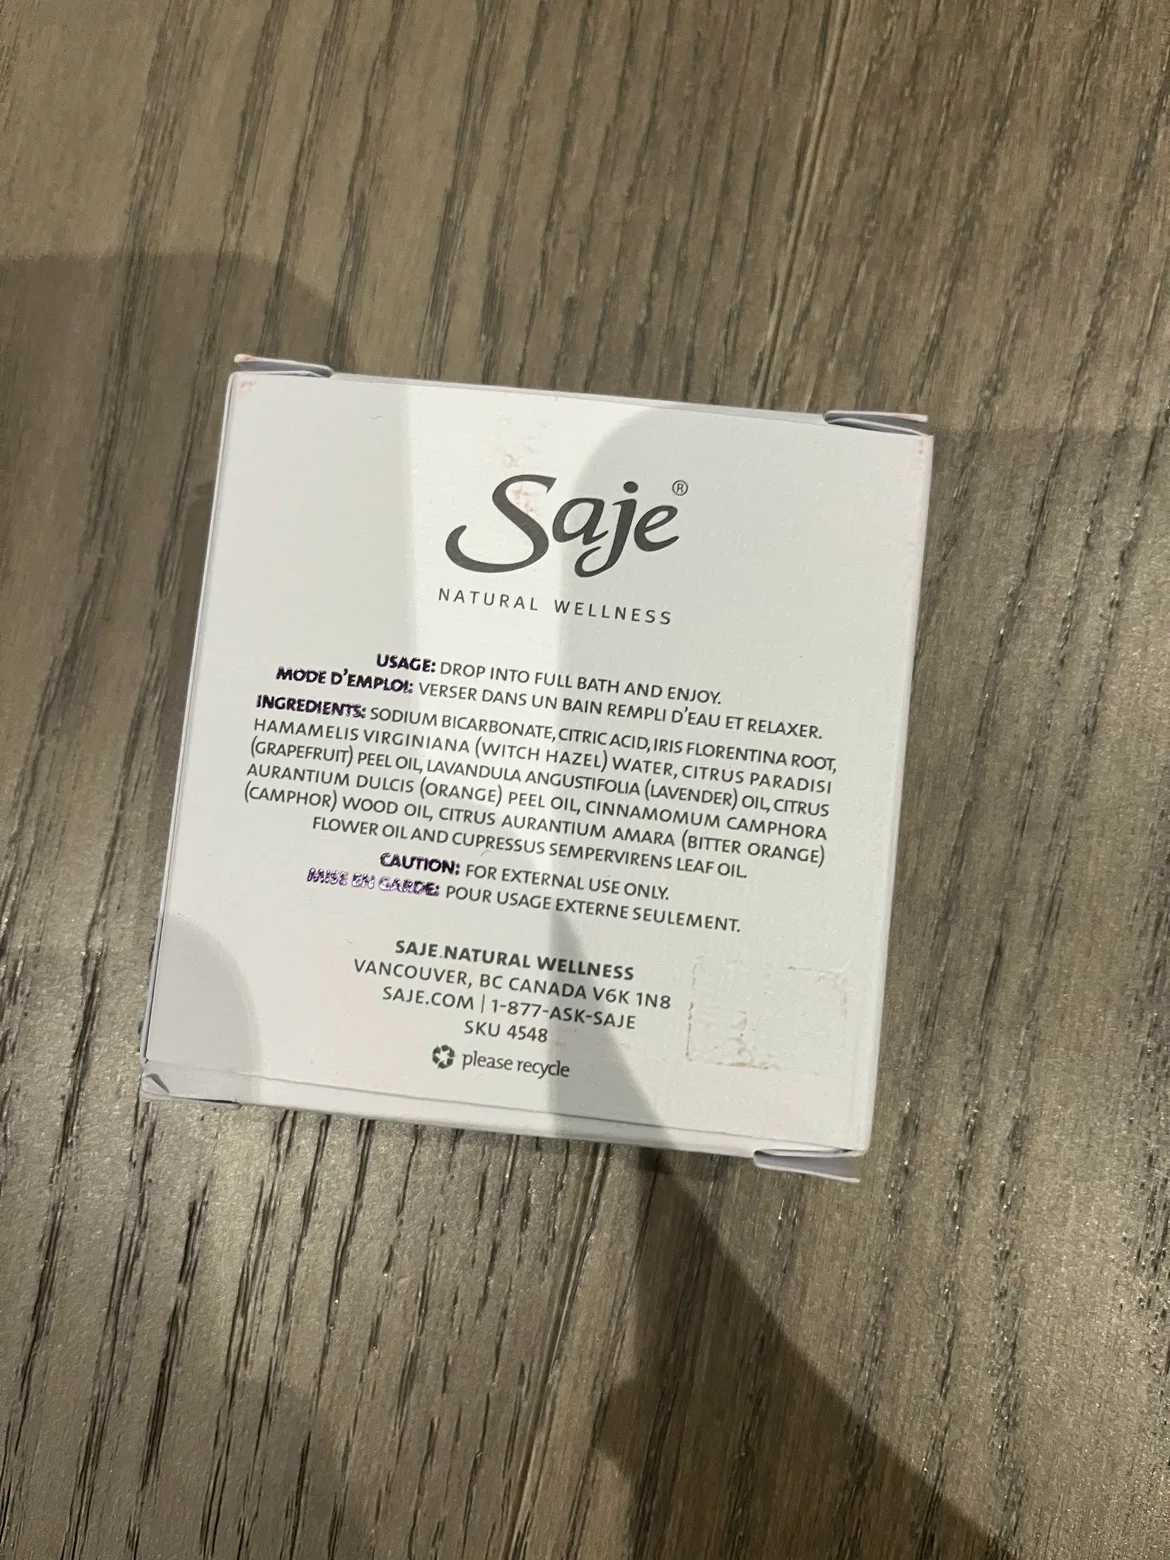 Saje®
NATURAL WELLNESS
USAGE: DROP INTO FULL BATH AND ENJOY.
MODE D'EMPLOI: VERSER DANS UN BAIN REMPLI D'EAU ET RELAXER.
INGREDIENTS: SODIUM BICARBONATE, CITRIC ACID, IRIS FLORENTINA ROOT,
HAMAMELIS VIRGINIANA (WITCH HAZEL) WATER, CITRUS PARADISI
(GRAPEFRUIT) PEEL OIL, LAVANDULA ANGUSTIFOLIA (LAVENDER) OIL, CITRUS
AURANTIUM DULCIS (ORANGE) PEEL OIL, CINNAMOMUM CAMPHORA
(CAMPHOR) WOOD OIL, CITRUS AURANTIUM AMARA (BITTER ORANGE)
FLOWER OIL AND CUPRESSUS SEMPERVIRENS LEAF OIL.
CAUTION: FOR EXTERNAL USE ONLY.
MISE EN GARDE: POUR USAGE EXTERNE SEULEMENT.
SAJE NATURAL WELLNESS
VANCOUVER, BC CANADA V6K 1N8
SAJE.COM | 1-877-ASK-SAJE
SKU 4548
please recycle